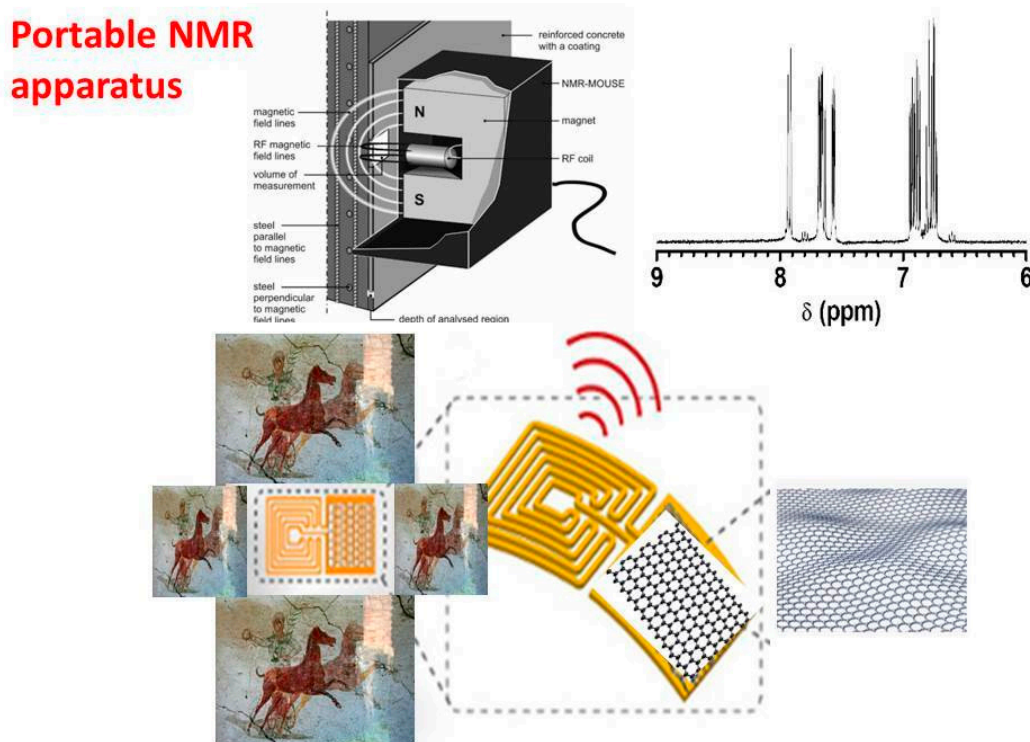 Portable NMR
apparatus
reinforced concrete
with a coating
NMR-MOUSE
magnet
RF coil
magnetic
field lines
RF magnetic
field lines
volume of
measurement
steel
parallel
to magnetic
field lines
steel
perpendicular
to magnetic
field lines
depth of analysed region
N
S
9 8 7 6
δ (ppm)